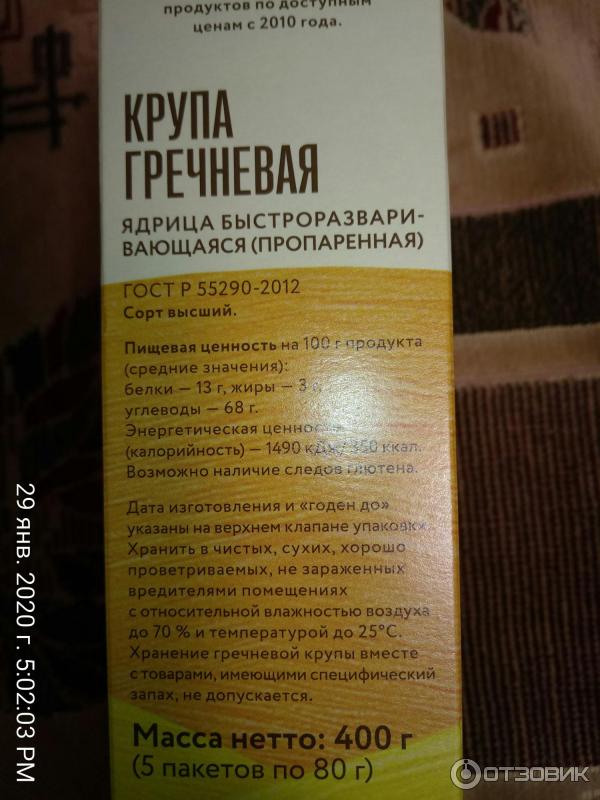 продуктов по доступным
ценам с 2010 года.
КРУПА
ГРЕЧНЕВАЯ
ЯДРИЦА БЫСТРОРАЗВАРИ-
ВАЮЩАЯСЯ (ПРОПАРЕННАЯ)
ГОСТ Р 55290-2012
Сорт высший.
Пищевая ценность на 100 г продукта
(средние значения):
белки — 13 г, жиры — 3 г,
углеводы — 68 г.
Энергетическая ценность
(калорийность) — 1490 кДж/ 350 ккал.
Возможно наличие следов глютена.
Дата изготовления и «годен до»
указаны на верхнем клапане упаковки.
Хранить в чистых, сухих, хорошо
проветриваемых, не зараженных
вредителями помещениях
с относительной влажностью воздуха
до 70 % и температурой до 25°С.
Хранение гречневой крупы вместе
с товарами, имеющими специфический
запах, не допускается.
Масса нетто: 400 г
(5 пакетов по 80 г)
29 янв. 2020 г. 5:02:03 PM
ОТЗОВИК